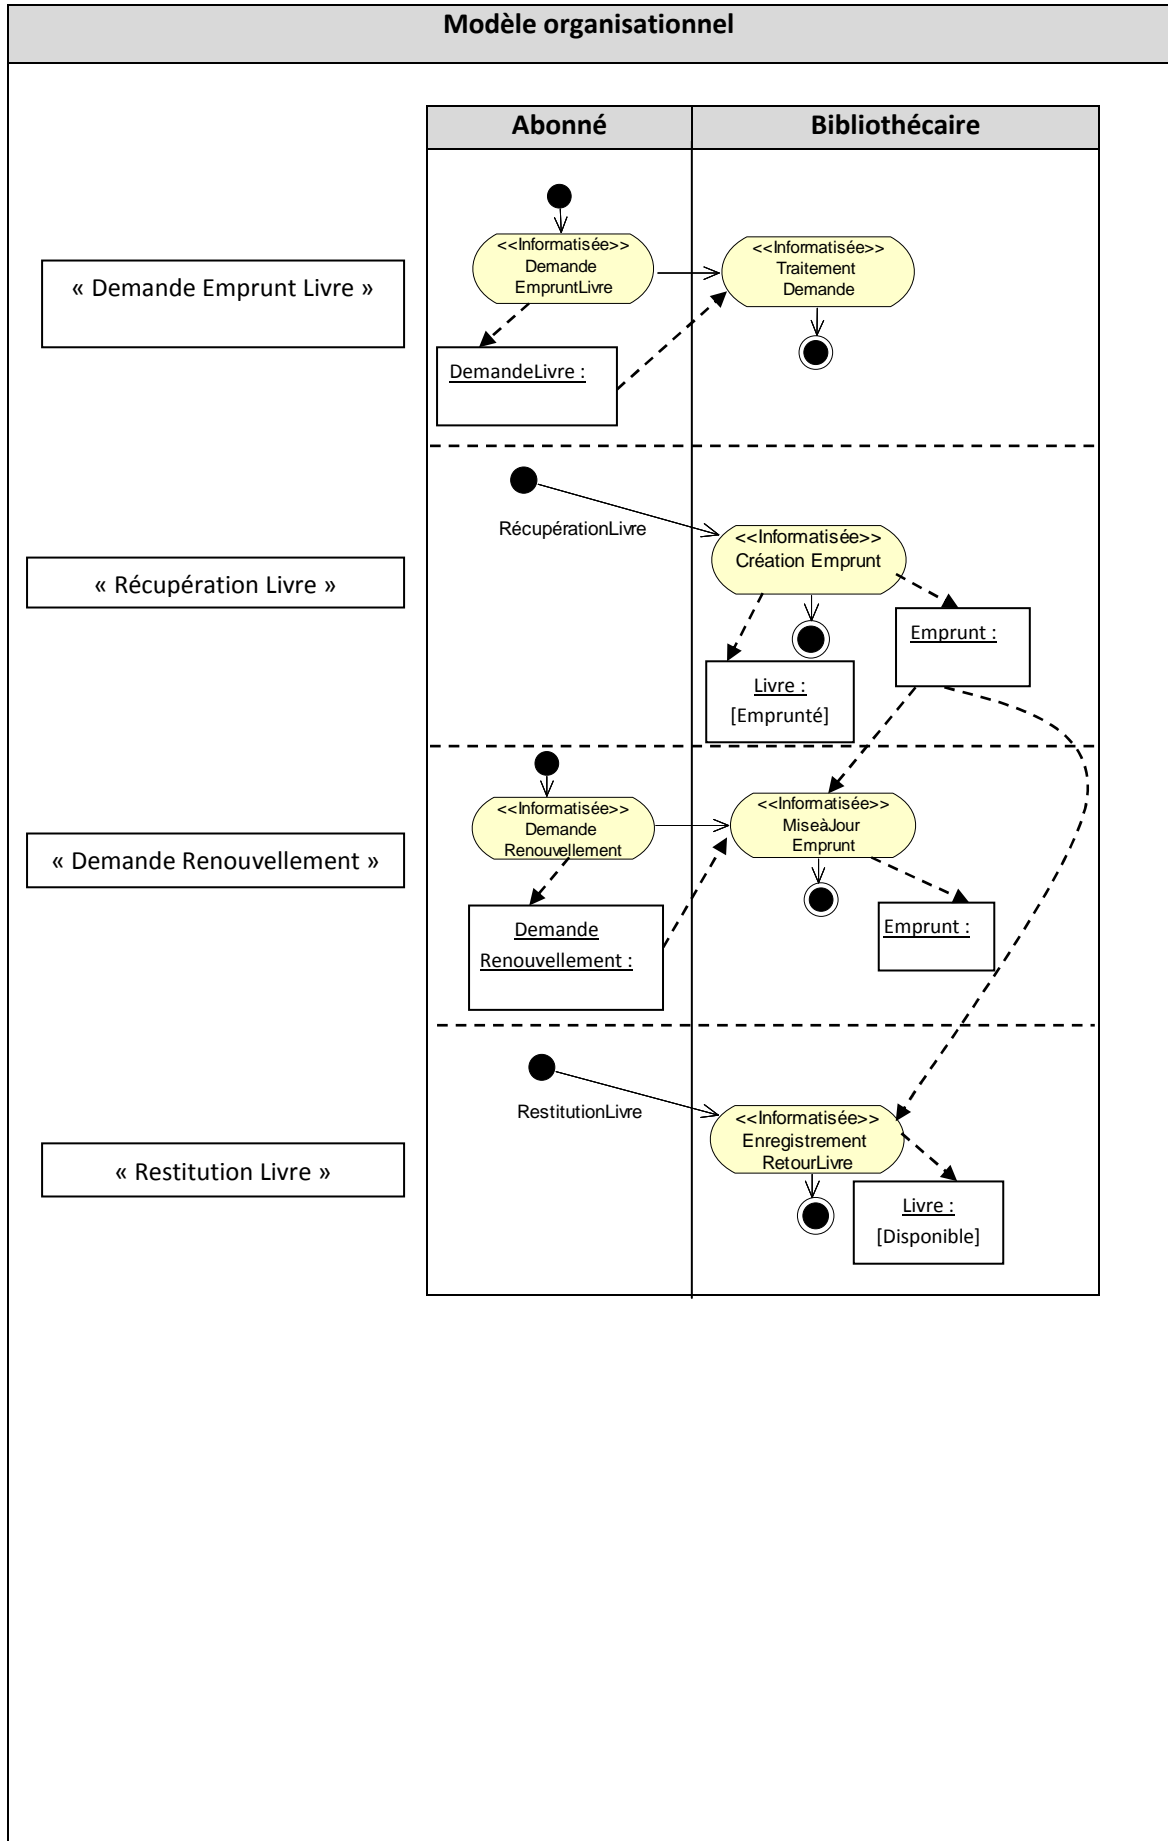 Modèle organisationnel
Abonné
Bibliothécaire
« Demande Emprunt Livre »
<<Informatisée>>
Demande
EmpruntLivre
<<Informatisée>>
Traitement
Demande
DemandeLivre :
RécupérationLivre
« Récupération Livre »
<<Informatisée>>
Création Emprunt
Emprunt :
Livre :
[Emprunté]
« Demande Renouvellement »
<<Informatisée>>
Demande
Renouvellement
<<Informatisée>>
MiseàJour
Emprunt
Demande
Renouvellement :
Emprunt :
RestitutionLivre
« Restitution Livre »
<<Informatisée>>
Enregistrement
RetourLivre
Livre :
[Disponible]